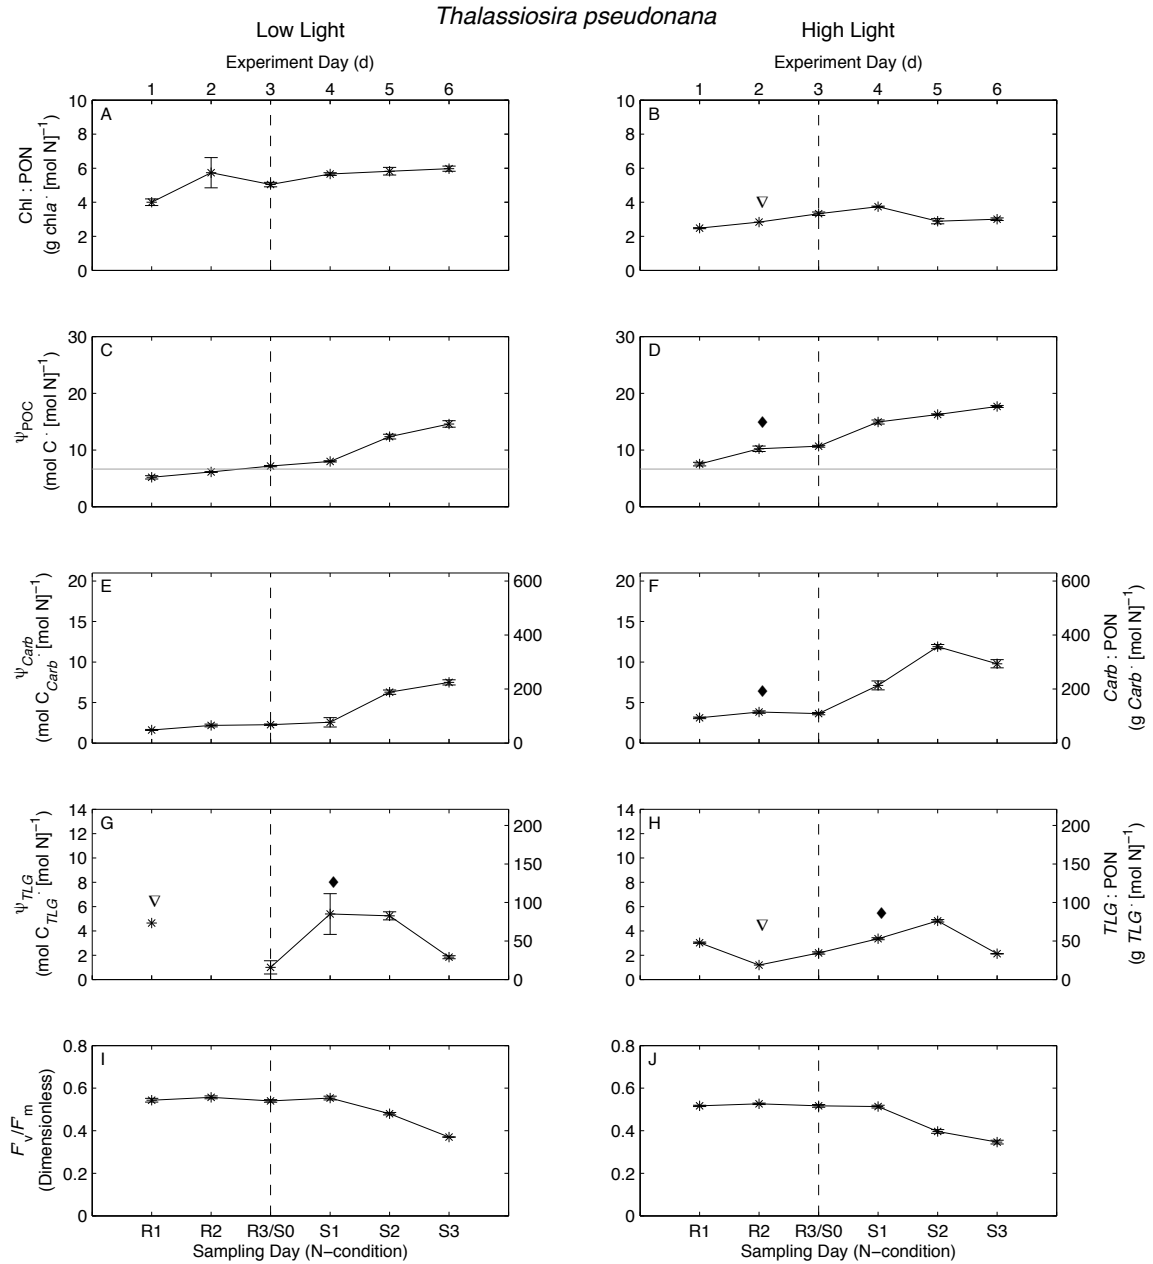 Thalassiosira pseudonana
Low Light
High Light
Experiment Day (d)
Experiment Day (d)
1 2 3 4 5 6
1 2 3 4 5 6
A
10
8
6
4
2
0
Chl : PON
(g chla · [mol N]−1)
B
10
8
6
4
2
0
C
30
20
10
0
ΨPOC
(mol C · [mol N]−1)
D
30
20
10
0
E
20
15
10
5
0
ΨCarb
(mol CCarb · [mol N]−1)
600
400
200
0
F
20
15
10
5
0
600
400
200
0
Carb : PON
(g Carb · [mol N]−1)
G
14
12
10
8
6
4
2
0
ΨTLG
(mol CTLG · [mol N]−1)
200
150
100
50
0
H
14
12
10
8
6
4
2
0
200
150
100
50
0
TLG : PON
(g TLG · [mol N]−1)
I
0.8
0.6
0.4
0.2
0
F'v/F'm
(Dimensionless)
J
0.8
0.6
0.4
0.2
0
R1 R2 R3/S0 S1 S2 S3
R1 R2 R3/S0 S1 S2 S3
Sampling Day (N−condition)
Sampling Day (N−condition)